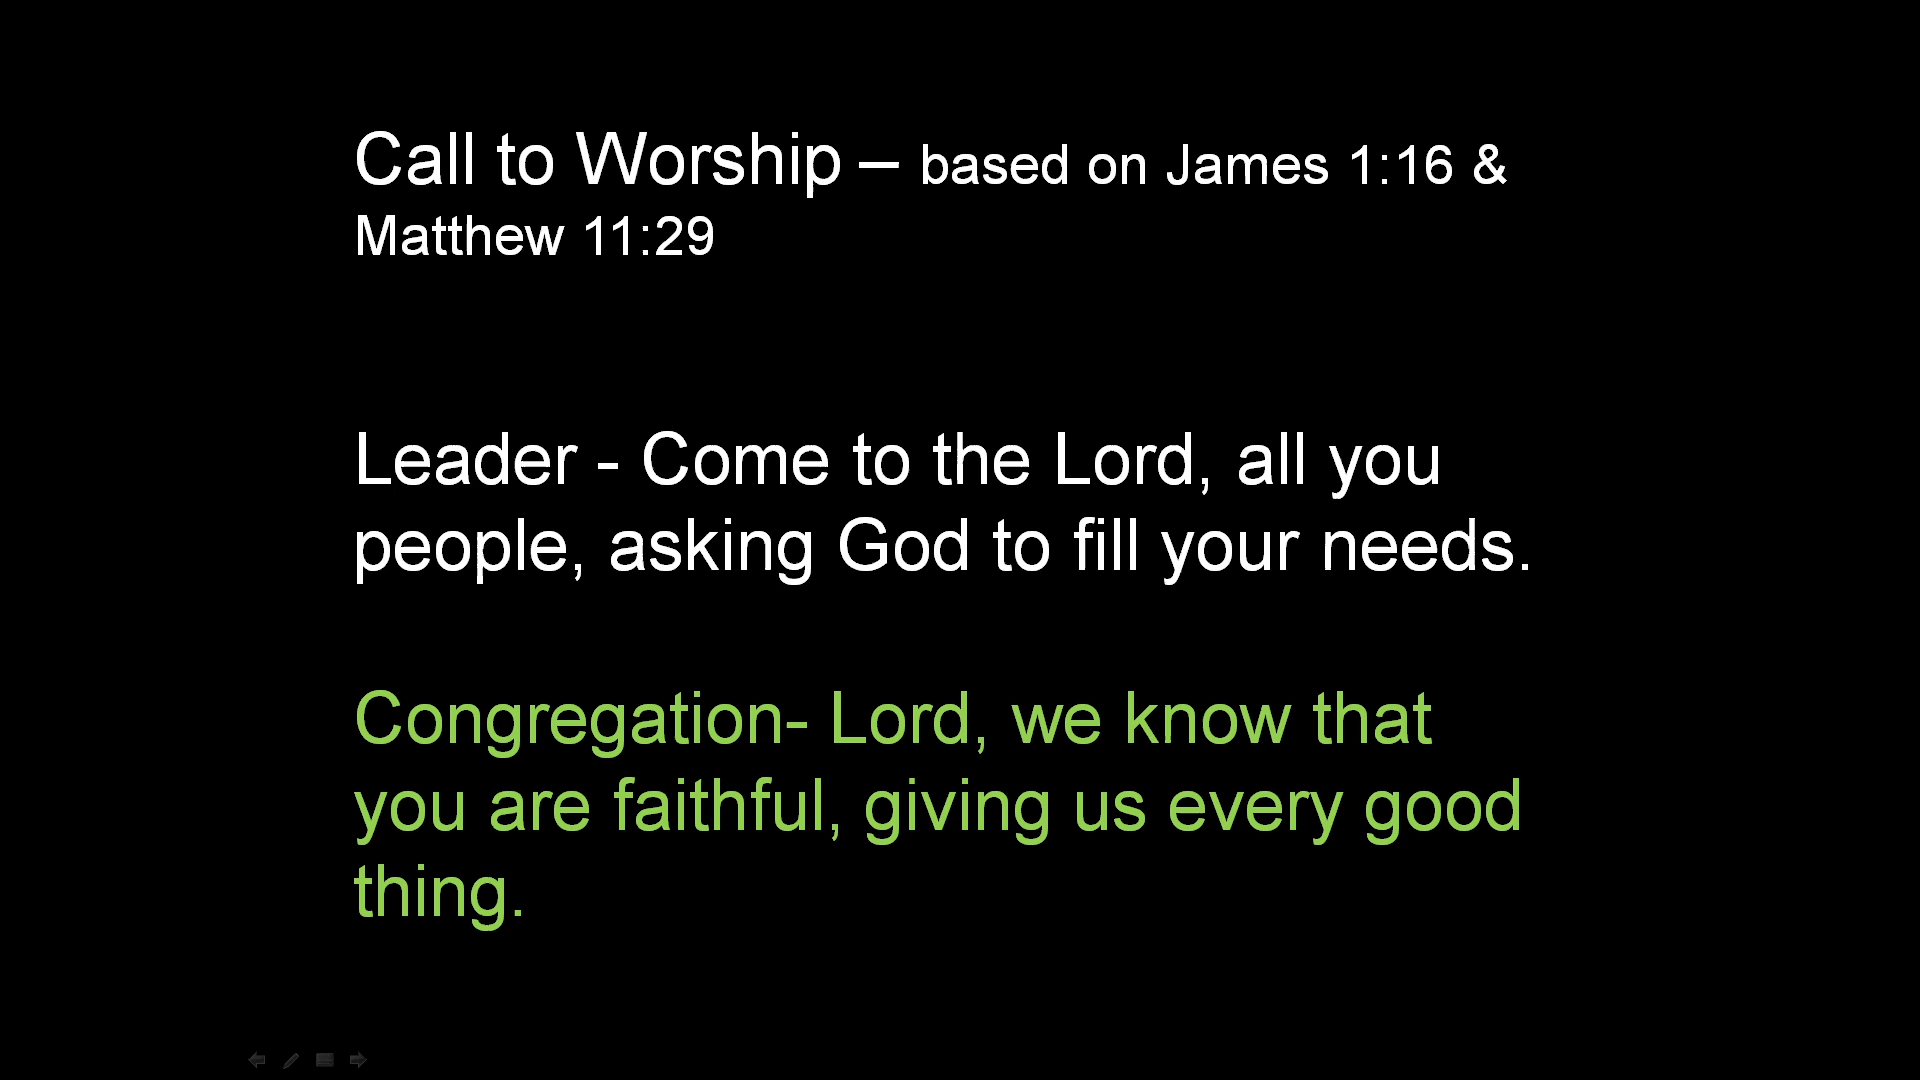 Call to Worship – based on James 1:16 &
Matthew 11:29
Leader - Come to the Lord, all you
people, asking God to fill your needs.
Congregation- Lord, we know that
you are faithful, giving us every good
thing.